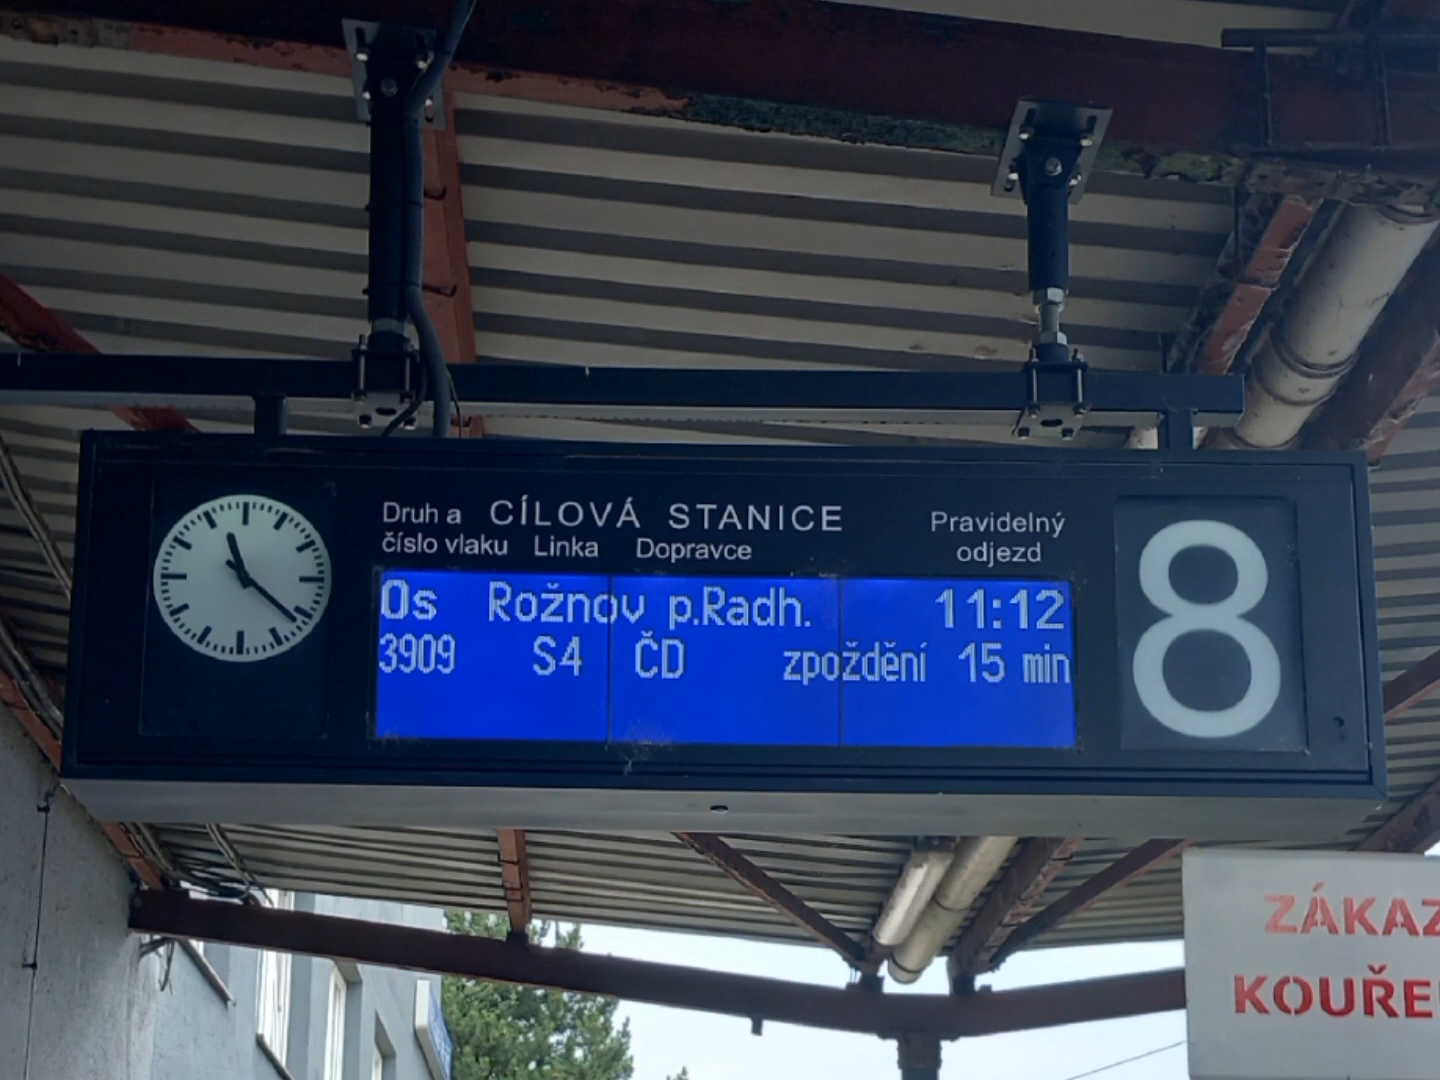 Druh a CÍLOVÁ STANICE Pravidelný
číslo vlaku Linka Dopravce odjezd
Os Rožnov p.Radh. 11:12
3909 S4 ČD zpoždění 15 min
8
ZÁKAZ
KOUŘE